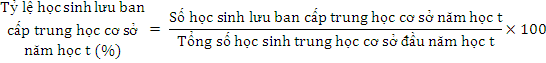 Tỷ lệ học sinh lưu ban
cấp trung học cơ sở
năm học t (%)
=
Số học sinh lưu ban cấp trung học cơ sở năm học t
Tổng số học sinh trung học cơ sở đầu năm học t
× 100